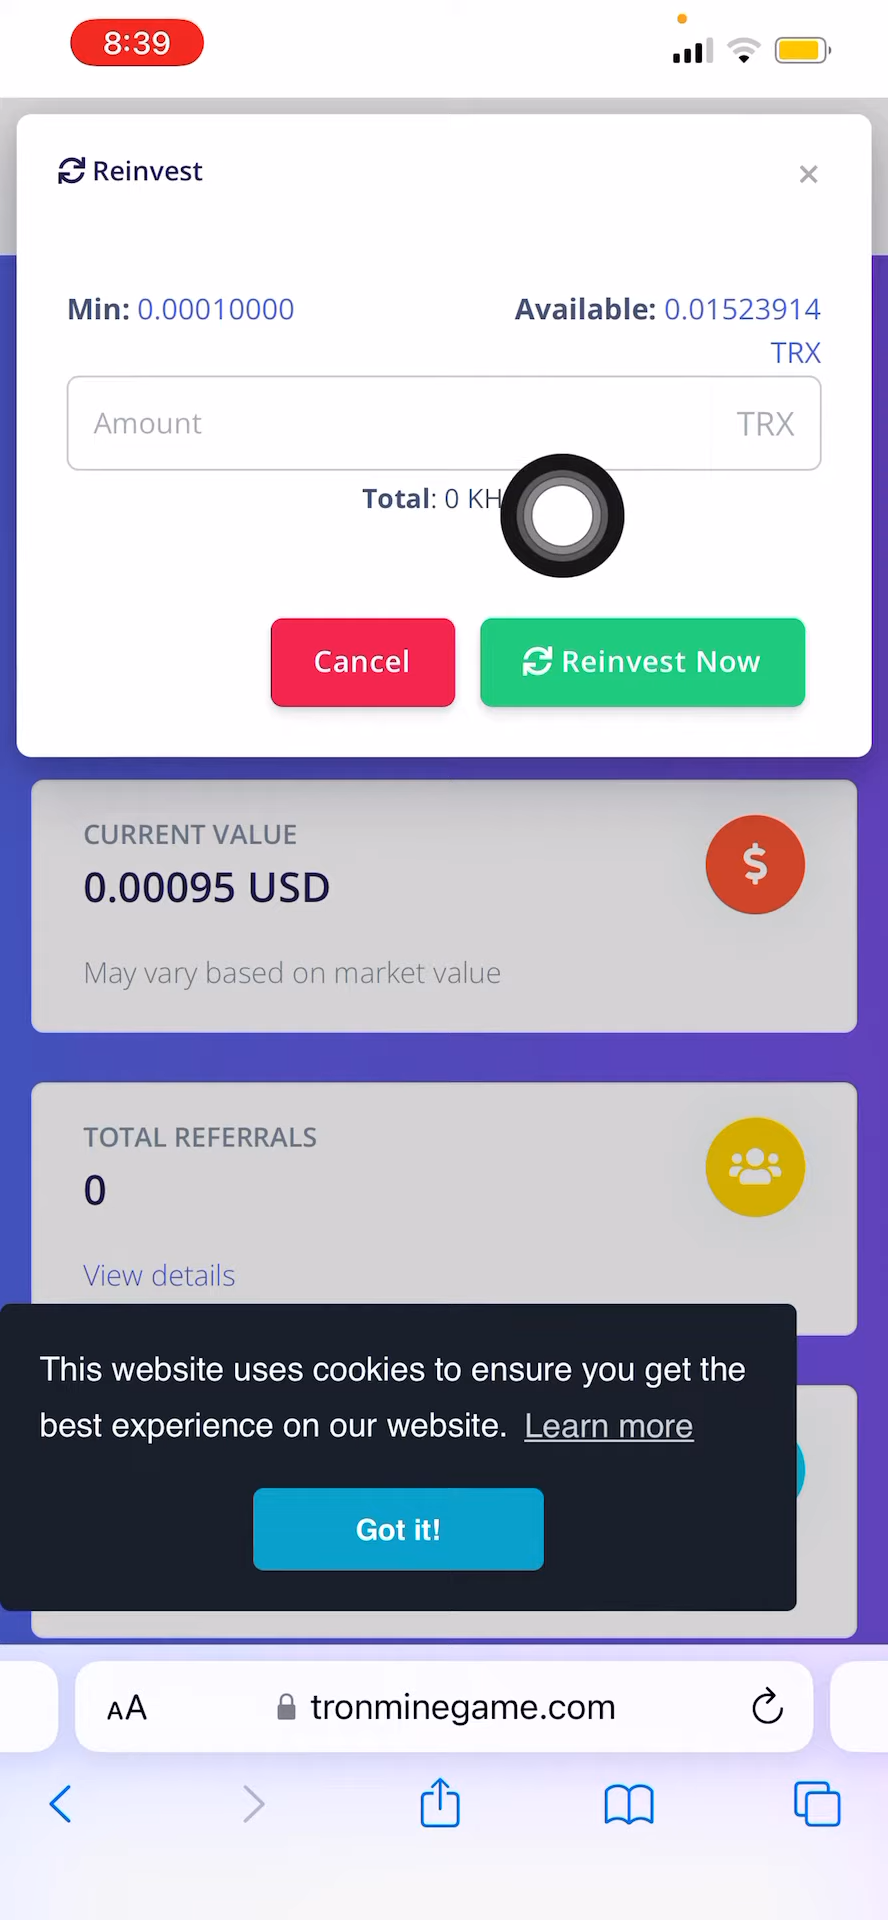 8:39
Reinvest
Min: 0.00010000
Available: 0.01523914
TRX
Amount TRX
Total: 0 KH
Cancel
Reinvest Now
CURRENT VALUE
0.00095 USD
May vary based on market value
TOTAL REFERRALS
0
View details
This website uses cookies to ensure you get the
best experience on our website. Learn more
Got it!
AA tronminegame.com